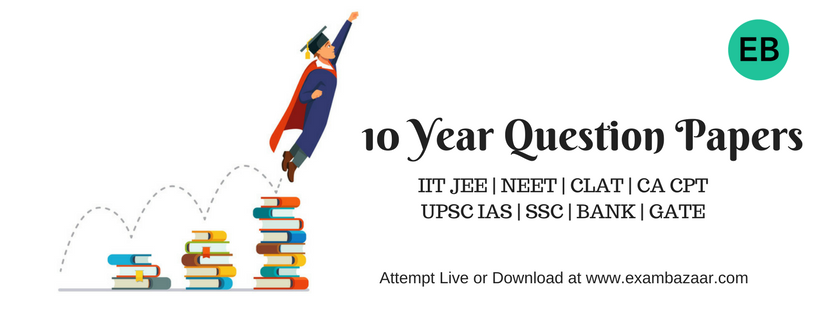 EB
10 Year Question Papers
IIT JEE | NEET | CLAT | CA CPT
UPSC IAS | SSC | BANK | GATE
Attempt Live or Download at www.exambazaar.com